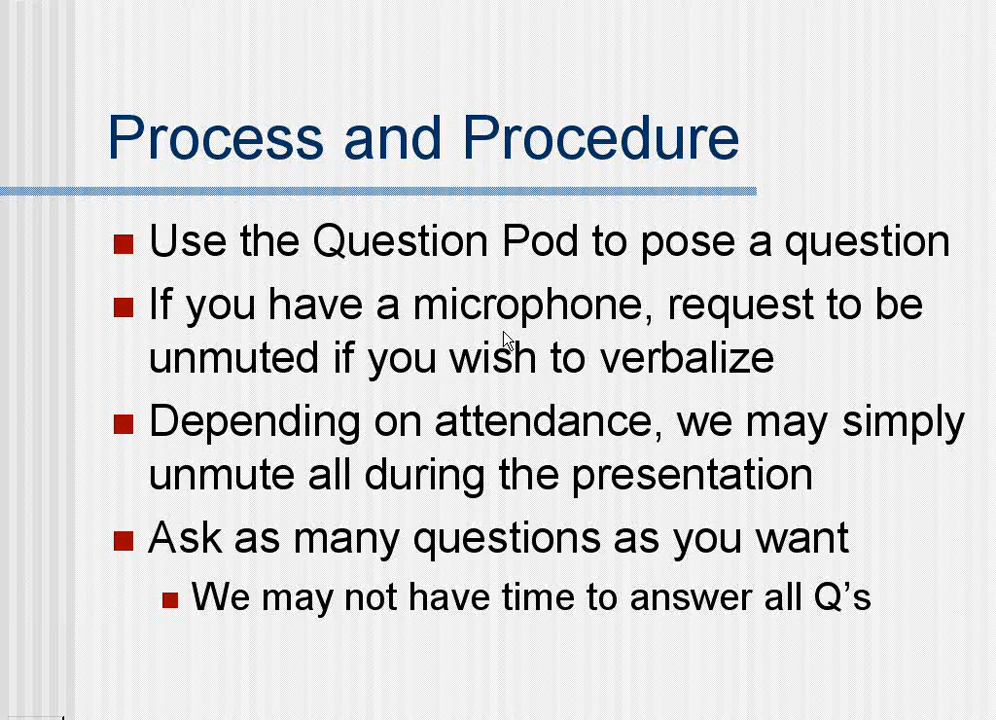 Process and Procedure
Use the Question Pod to pose a question
If you have a microphone, request to be
unmuted if you wish to verbalize
Depending on attendance, we may simply
unmute all during the presentation
Ask as many questions as you want
We may not have time to answer all Q’s